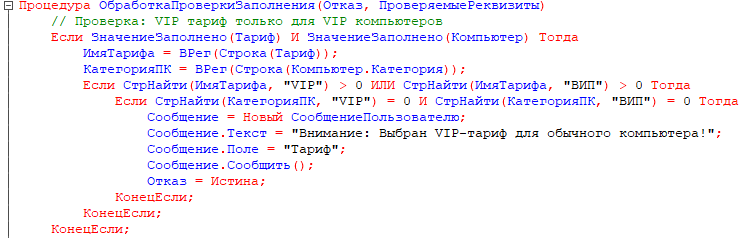 Процедура ОбработкаПроверкиЗаполнения(Отказ, ПроверяемыеРеквизиты)
// Проверка: VIP тариф только для VIP компьютеров
Если ЗначениеЗаполнено(Тариф) И ЗначениеЗаполнено(Компьютер) Тогда
ИмяТарифа = ВРег(Строка(Тариф));
КатегорияПК = ВРег(Строка(Компьютер.Категория));
Если СтрНайти(ИмяТарифа, "VIP") > 0 ИЛИ СтрНайти(ИмяТарифа, "ВИП") > 0 Тогда
Если СтрНайти(КатегорияПК, "VIP") = 0 И СтрНайти(КатегорияПК, "ВИП") = 0 Тогда
Сообщение = Новый СообщениеПользователю;
Сообщение.Текст = "Внимание: Выбран VIP-тариф для обычного компьютера!";
Сообщение.Поле = "Тариф";
Сообщение.Сообщить();
Отказ = Истина;
КонецЕсли;
КонецЕсли;
КонецЕсли;